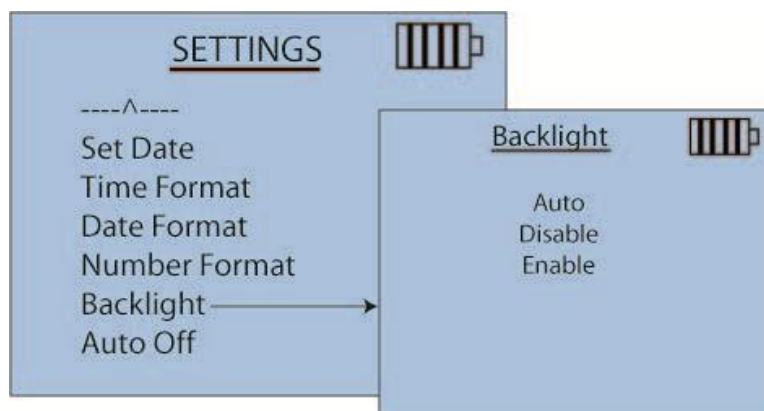 SETTINGS
----^----
Set Date
Time Format
Date Format
Number Format
Backlight
Auto Off
Backlight
Auto
Disable
Enable